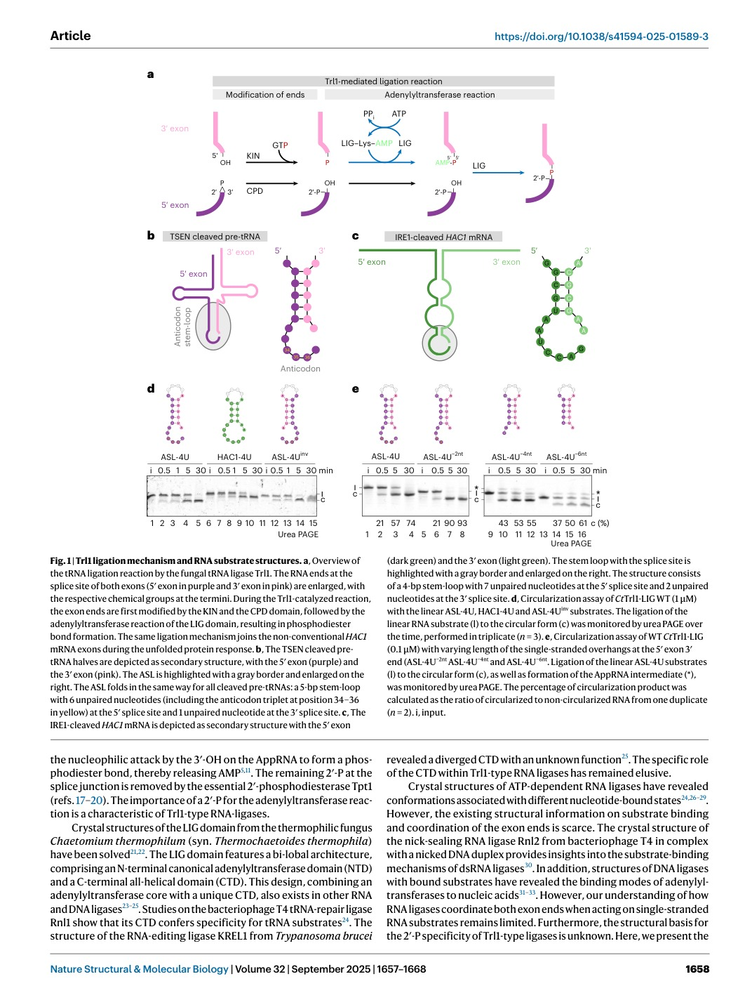 Article
https://doi.org/10.1038/s41594-025-01589-3
a
Trl1-mediated ligation reaction
Modification of ends
Adenylyltransferase reaction
PPi
ATP
3′ exon
GTP
LIG–Lys–AMP
LIG
5′
OH
KIN
P
AMP-P
5′
5′
LIG
P
2′-P
P
2′
3′
CPD
OH
2′-P
OH
2′-P
5′ exon
b
TSEN cleaved pre-tRNA
3′ exon
5′ exon
Anticodon
stem-loop
5′
3′
34
35
36
Anticodon
c
IRE1-cleaved HAC1 mRNA
5′ exon
3′ exon
5′
3′
G A
G C
C G
G C
U G
A A
A A
U
C
C
A
G
d
ASL-4U
HAC1-4U
ASL-4Uinv
i 0.5 1 5 30 i 0.5 1 5 30 i 0.5 1 5 30 min
l
c
1 2 3 4 5 6 7 8 9 10 11 12 13 14 15
Urea PAGE
e
ASL-4U
ASL-4U−2nt
ASL-4U−4nt
ASL-4U−6nt
i 0.5 5 30 i 0.5 5 30 i 0.5 5 30 i 0.5 5 30 min
l
c
*
l
c
*
l
c
21 57 74 21 90 93 43 53 55 37 50 61 c (%)
1 2 3 4 5 6 7 8 9 10 11 12 13 14 15 16
Urea PAGE
Fig. 1 | Trl1 ligation mechanism and RNA substrate structures. a, Overview of
the tRNA ligation reaction by the fungal tRNA ligase Trl1. The RNA ends at the
splice site of both exons (5′ exon in purple and 3′ exon in pink) are enlarged, with
the respective chemical groups at the termini. During the Trl1-catalyzed reaction,
the exon ends are first modified by the KIN and the CPD domain, followed by the
adenylyltransferase reaction of the LIG domain, resulting in phosphodiester
bond formation. The same ligation mechanism joins the non-conventional HAC1
mRNA exons during the unfolded protein response. b, The TSEN cleaved pre-
tRNA halves are depicted as secondary structure, with the 5′ exon (purple) and
the 3′ exon (pink). The ASL is highlighted with a gray border and enlarged on the
right. The ASL folds in the same way for all cleaved pre-tRNAs: a 5-bp stem-loop
with 6 unpaired nucleotides (including the anticodon triplet at position 34–36
in yellow) at the 5′ splice site and 1 unpaired nucleotide at the 3′ splice site. c, The
IRE1-cleaved HAC1 mRNA is depicted as secondary structure with the 5′ exon
(dark green) and the 3′ exon (light green). The stem loop with the splice site is
highlighted with a gray border and enlarged on the right. The structure consists
of a 4-bp stem-loop with 7 unpaired nucleotides at the 5′ splice site and 2 unpaired
nucleotides at the 3′ splice site. d, Circularization assay of CtTrl1-LIG WT (1 μM)
with the linear ASL-4U, HAC1-4U and ASL-4Uinv substrates. The ligation of the
linear RNA substrate (l) to the circular form (c) was monitored by urea PAGE over
the time, performed in triplicate (n = 3). e, Circularization assay of WT CtTrl1-LIG
(0.1 μM) with varying length of the single-stranded overhangs at the 5′ exon 3′
end (ASL-4U−2nt ASL-4U−4nt and ASL-4U−6nt. Ligation of the linear ASL-4U substrates
(l) to the circular form (c), as well as formation of the AppRNA intermediate (*),
was monitored by urea PAGE. The percentage of circularization product was
calculated as the ratio of circularized to non-circularized RNA from one duplicate
(n = 2). i, input.
the nucleophilic attack by the 3′-OH on the AppRNA to form a phos-
phodiester bond, thereby releasing AMP5,11. The remaining 2′-P at the
splice junction is removed by the essential 2′-phosphodiesterase Tpt1
(refs. 17–20). The importance of a 2′-P for the adenylyltransferase reac-
tion is a characteristic of Trl1-type RNA-ligases.
Crystal structures of the LIG domain from the thermophilic fungus
Chaetomium thermophilum (syn. Thermochaetoides thermophila)
have been solved21,22. The LIG domain features a bi-lobal architecture,
comprising an N-terminal canonical adenylyltransferase domain (NTD)
and a C-terminal all-helical domain (CTD). This design, combining an
adenylyltransferase core with a unique CTD, also exists in other RNA
and DNA ligases23–25. Studies on the bacteriophage T4 tRNA-repair ligase
Rnl1 show that its CTD confers specificity for tRNA substrates24. The
structure of the RNA-editing ligase KREL1 from Trypanosoma brucei
revealed a diverged CTD with an unknown function25. The specific role
of the CTD within Trl1-type RNA ligases has remained elusive.
Crystal structures of ATP-dependent RNA ligases have revealed
conformations associated with different nucleotide-bound states24,26–29.
However, the existing structural information on substrate binding
and coordination of the exon ends is scarce. The crystal structure of
the nick-sealing RNA ligase Rnl2 from bacteriophage T4 in complex
with a nicked DNA duplex provides insights into the substrate-binding
mechanisms of dsRNA ligases30. In addition, structures of DNA ligases
with bound substrates have revealed the binding modes of adenylyl-
transferases to nucleic acids31–33. However, our understanding of how
RNA ligases coordinate both exon ends when acting on single-stranded
RNA substrates remains limited. Furthermore, the structural basis for
the 2′-P specificity of Trl1-type ligases is unknown. Here, we present the
Nature Structural & Molecular Biology | Volume 32 | September 2025 | 1657–1668
1658